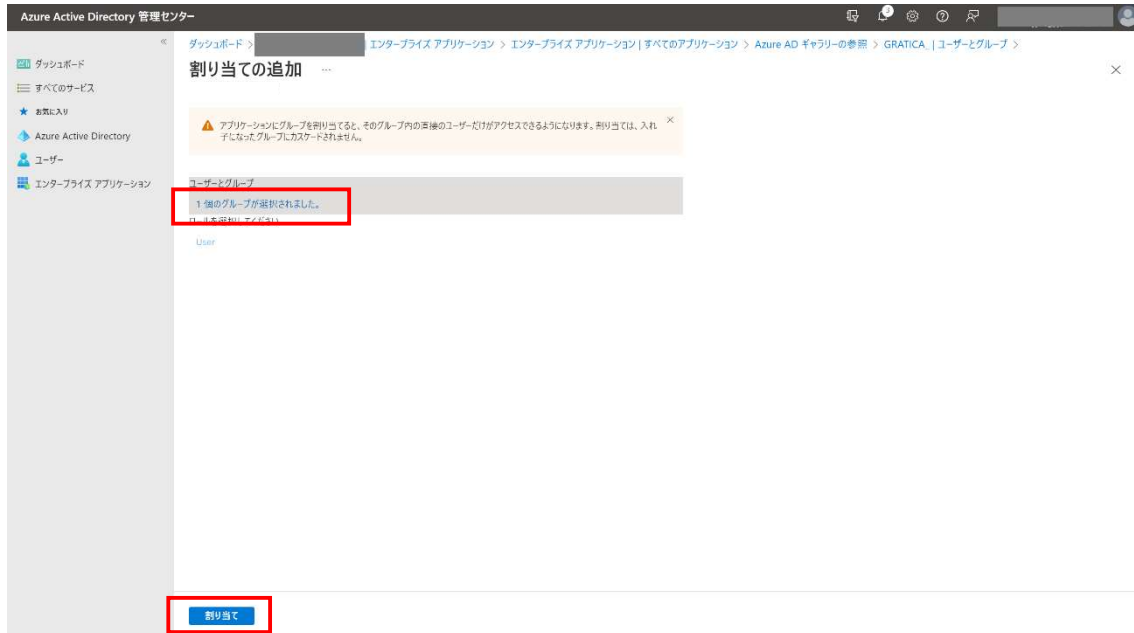 Azure Active Directory 管理センター
3
ダッシュボード >
エンタープライズ アプリケーション > エンタープライズ アプリケーション | すべてのアプリケーション > Azure AD ギャラリーの参照 > GRATICA_ | ユーザーとグループ >
割り当ての追加 …
ダッシュボード
すべてのサービス
お気に入り
Azure Active Directory
ユーザー
エンタープライズ アプリケーション
アプリケーションにグループを割り当てると、そのグループ内の直接のユーザーだけがアクセスできるようになります。割り当ては、入れ
子になったグループにカスケードされません。
ユーザーとグループ
1 個のグループが選択されました。
ロールを選択してください
User
割り当て